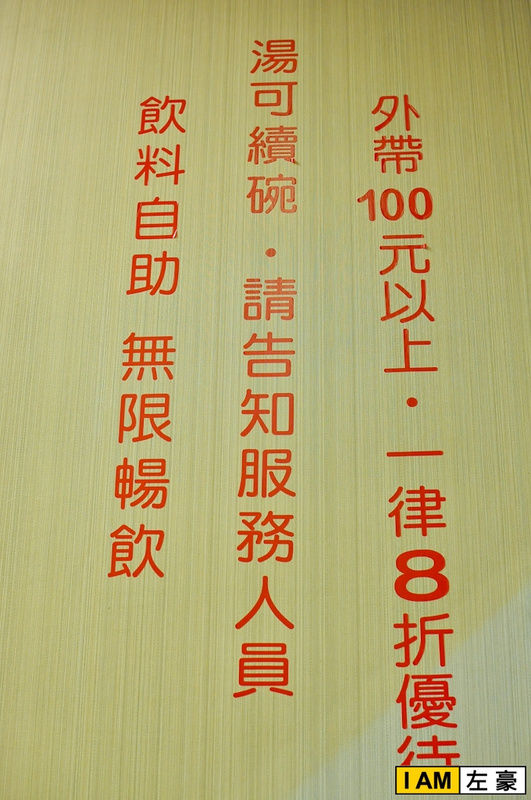 外帶100元以上・一律8折優待
湯可續碗・請告知服務人員
飲料自助 無限暢飲
I AM 左豪